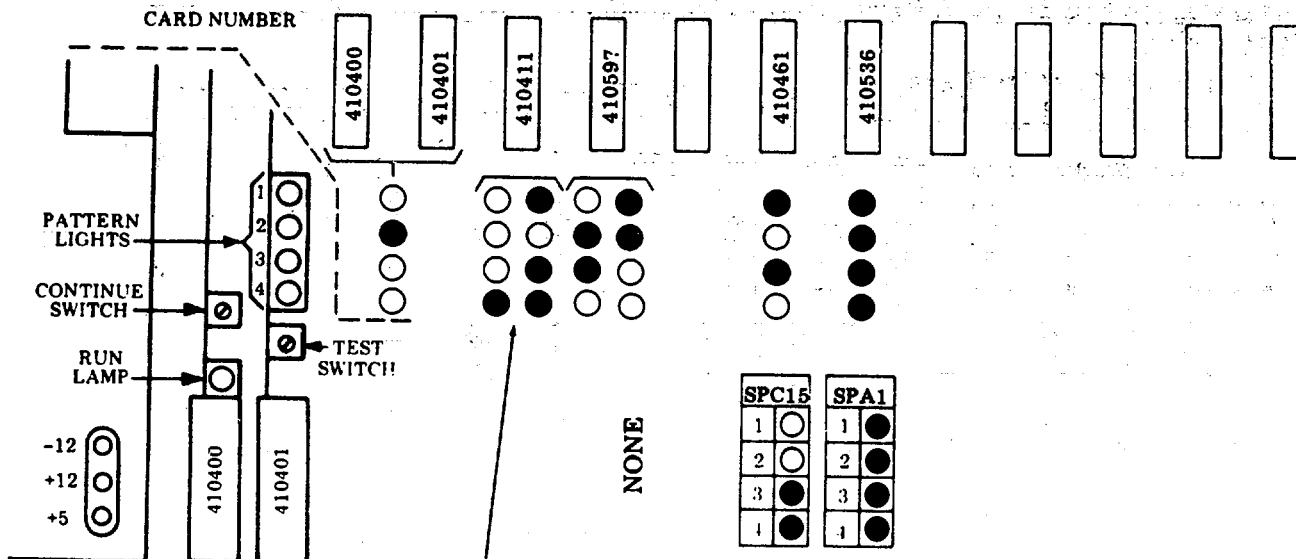 CARD NUMBER
410400
410401
410411
410597
410461
410536
PATTERN
LIGHTS
1
2
3
4
CONTINUE
SWITCH
TEST
SWITCH
RUN
LAMP
-12
+12
+5
410400
410401
NONE
SPC15
1
2
3
4
SPA1
1
2
3
4